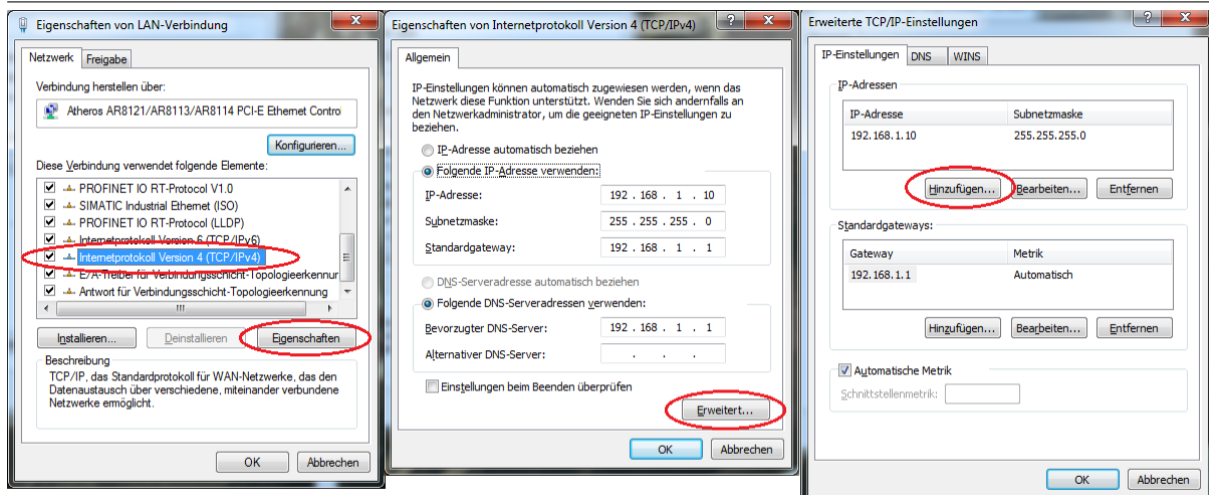 Eigenschaften von LAN-Verbindung
Netzwerk Freigabe
Verbindung herstellen über:
Atheros AR8121/AR8113/AR8114 PCI-E Ethemet Contro
Konfigurieren...
Diese Verbindung verwendet folgende Elemente:
PROFINET IO RT-Protocol V1.0
SIMATIC Industrial Ethernet (ISO)
PROFINET IO RT-Protocol (LLDP)
Internetprotokoll Version 6 (TCP/IPv6)
Internetprotokoll Version 4 (TCP/IPv4)
E/A-Treiber für Verbindungsschicht-Topologieerkennur
Antwort für Verbindungsschicht-Topologieerkennung
Installieren... Deinstallieren Eigenschaften
Beschreibung
TCP/IP, das Standardprotokoll für WAN-Netzwerke, das den
Datenaustausch über verschiedene, miteinander verbundene
Netzwerke ermöglicht.
OK Abbrechen
Eigenschaften von Internetprotokoll Version 4 (TCP/IPv4)
Allgemein
IP-Einstellungen können automatisch zugewiesen werden, wenn das
Netzwerk diese Funktion unterstützt. Wenden Sie sich andernfalls an
den Netzwerkadministrator, um die geeigneten IP-Einstellungen zu
beziehen.
IP-Adresse automatisch beziehen
Folgende IP-Adresse verwenden:
IP-Adresse: 192 . 168 . 1 . 10
Subnetzmaske: 255 . 255 . 255 . 0
Standardgateway: 192 . 168 . 1 . 1
DNS-Serveradresse automatisch beziehen
Folgende DNS-Serveradressen verwenden:
Bevorzugter DNS-Server: 192 . 168 . 1 . 1
Alternativer DNS-Server: . . .
Einstellungen beim Beenden überprüfen
Erweitert...
OK Abbrechen
Erweiterte TCP/IP-Einstellungen
IP-Einstellungen DNS WINS
IP-Adressen
IP-Adresse Subnetzmaske
192.168.1.10 255.255.255.0
Hinzufügen... Bearbeiten... Entfernen
Standardgateways:
Gateway Metrik
192.168.1.1 Automatisch
Hinzufügen... Bearbeiten... Entfernen
Automatische Metrik
Schnittstellenmetrik:
OK Abbrechen